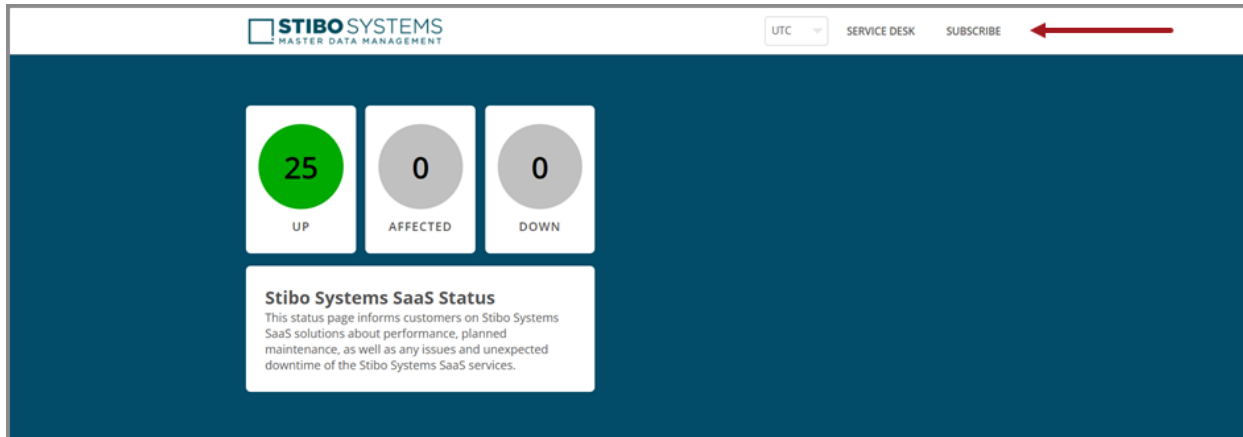 STIBO SYSTEMS
MASTER DATA MANAGEMENT
UTC
SERVICE DESK
SUBSCRIBE
25
UP
0
AFFECTED
0
DOWN
Stibo Systems SaaS Status
This status page informs customers on Stibo Systems
SaaS solutions about performance, planned
maintenance, as well as any issues and unexpected
downtime of the Stibo Systems SaaS services.